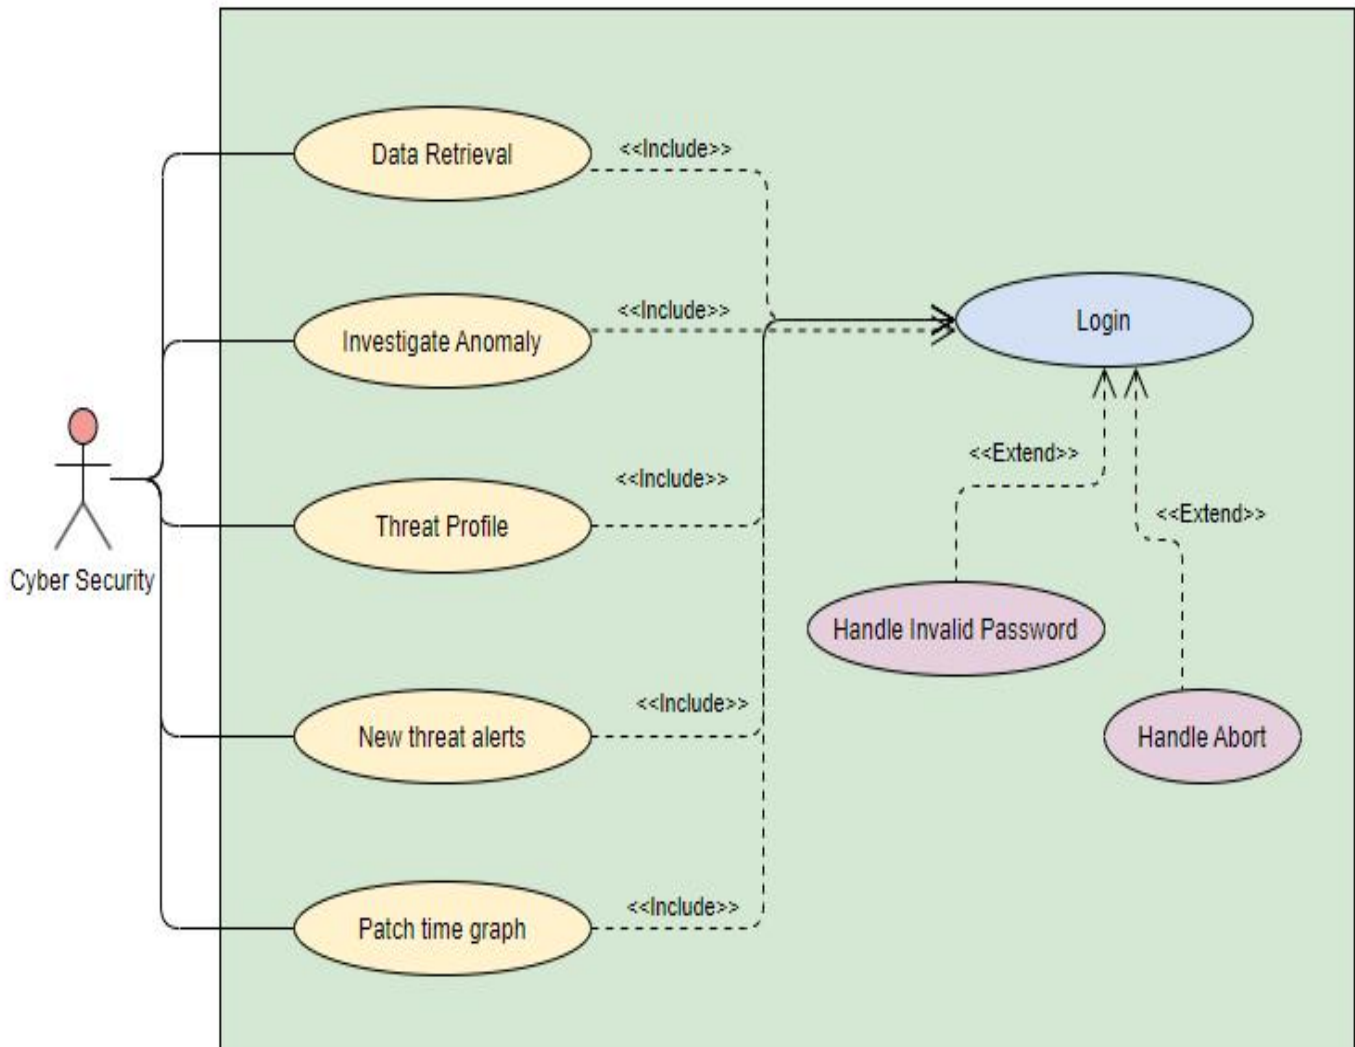 Data Retrieval
<<Include>>
Investigate Anomaly
<<Include>>
Login
Threat Profile
<<Include>>
<<Extend>>
<<Extend>>
Cyber Security
Handle Invalid Password
New threat alerts
<<Include>>
Handle Abort
Patch time graph
<<Include>>